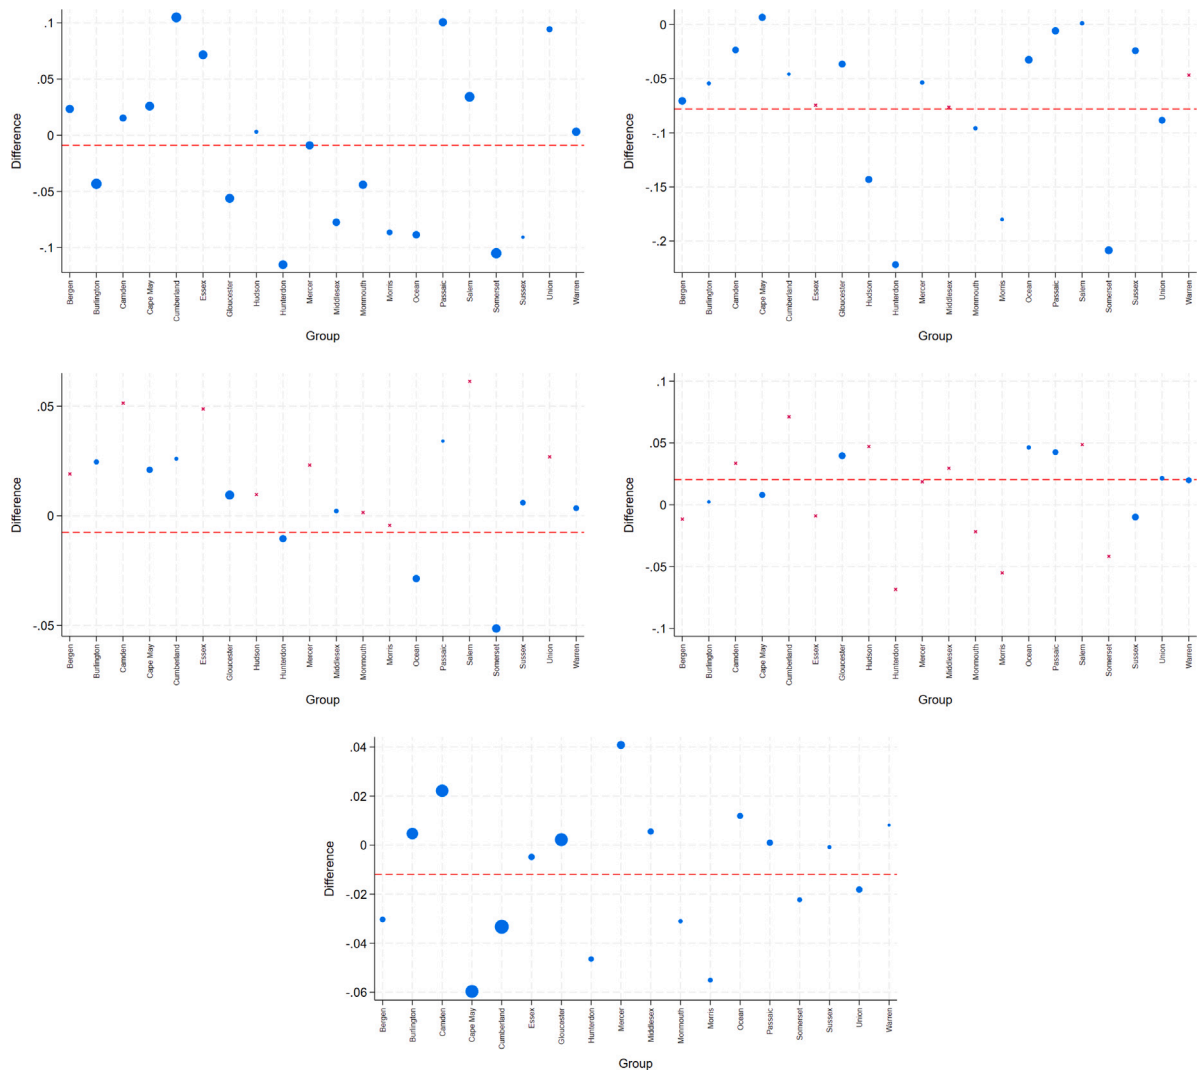 Difference
.1
.05
0
-.05
-.1
Bergen
Burlington
Camden
Cape May
Cumberland
Essex
Gloucester
Hudson
Hunterdon
Mercer
Middlesex
Monmouth
Morris
Ocean
Passaic
Salem
Somerset
Sussex
Union
Warren
Group
Difference
0
-.05
-.1
-.15
-.2
Bergen
Burlington
Camden
Cape May
Cumberland
Essex
Gloucester
Hudson
Hunterdon
Mercer
Middlesex
Monmouth
Morris
Ocean
Passaic
Salem
Somerset
Sussex
Union
Warren
Group
Difference
.05
0
-.05
Bergen
Burlington
Camden
Cape May
Cumberland
Essex
Gloucester
Hudson
Hunterdon
Mercer
Middlesex
Monmouth
Morris
Ocean
Passaic
Salem
Somerset
Sussex
Union
Warren
Group
Difference
.1
.05
0
-.05
-.1
Bergen
Burlington
Camden
Cape May
Cumberland
Essex
Gloucester
Hudson
Hunterdon
Mercer
Middlesex
Monmouth
Morris
Ocean
Passaic
Salem
Somerset
Sussex
Union
Warren
Group
Difference
.04
.02
0
-.02
-.04
-.06
Bergen
Burlington
Camden
Cape May
Cumberland
Essex
Gloucester
Hunterdon
Mercer
Middlesex
Monmouth
Morris
Ocean
Passaic
Somerset
Sussex
Union
Warren
Group